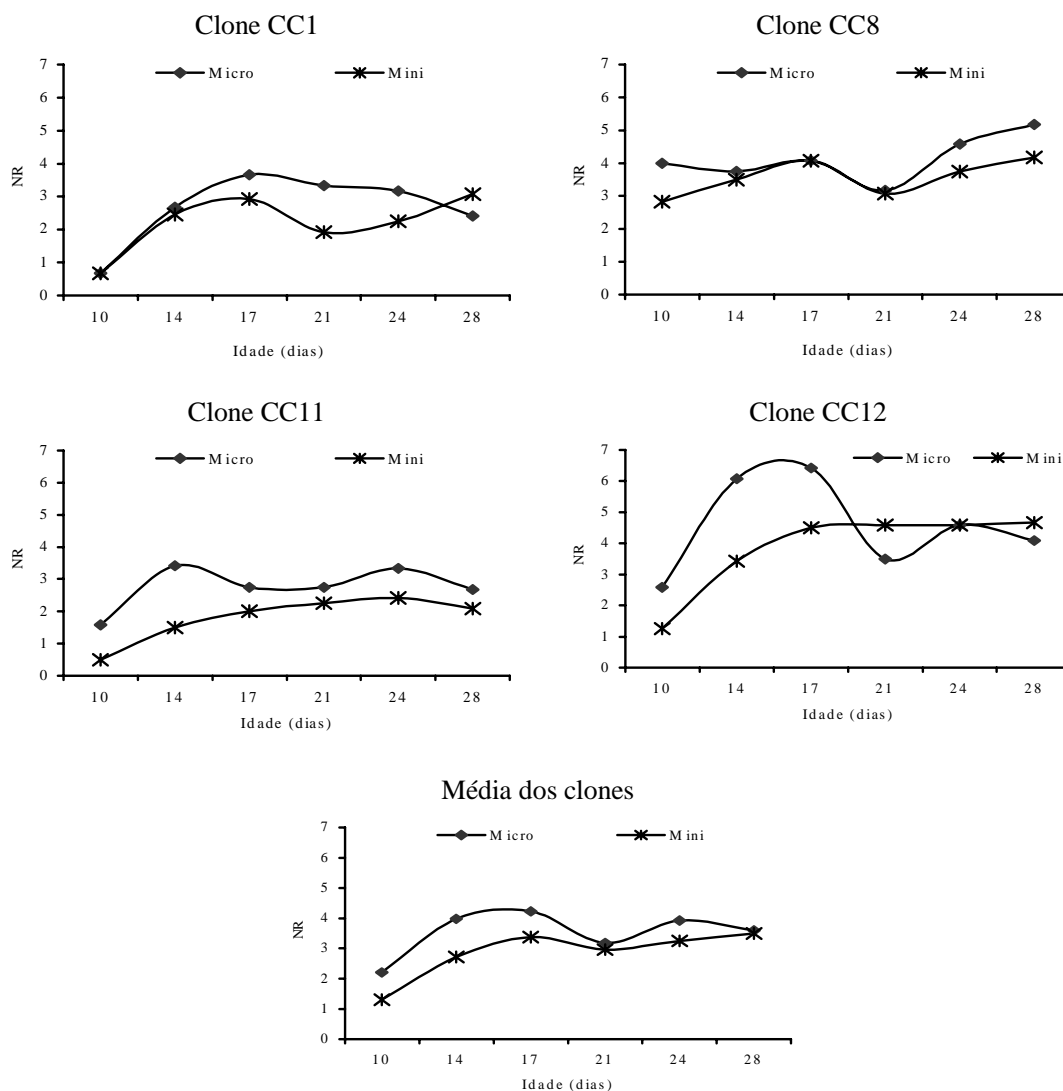 Clone CC1
Micro Mini
7
6
5
4
3
2
1
0
NR
10 14 17 21 24 28
Idade (dias)
Clone CC8
Micro Mini
7
6
5
4
3
2
1
0
NR
10 14 17 21 24 28
Idade (dias)
Clone CC11
Micro Mini
7
6
5
4
3
2
1
0
NR
10 14 17 21 24 28
Idade (dias)
Clone CC12
Micro Mini
7
6
5
4
3
2
1
0
NR
10 14 17 21 24 28
Idade (dias)
Média dos clones
Micro Mini
7
6
5
4
3
2
1
0
NR
10 14 17 21 24 28
Idade (dias)